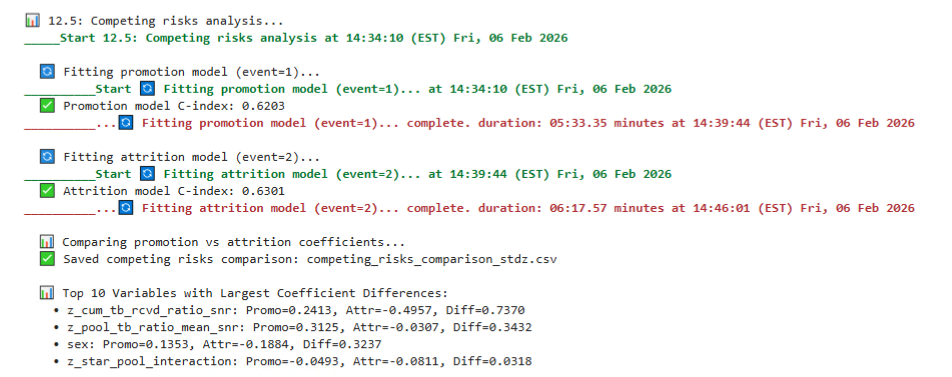 📊 12.5: Competing risks analysis...
_____Start 12.5: Competing risks analysis at 14:34:10 (EST) Fri, 06 Feb 2026
🔄 Fitting promotion model (event=1)...
__________Start 🔄 Fitting promotion model (event=1)... at 14:34:10 (EST) Fri, 06 Feb 2026
✅ Promotion model C-index: 0.6203
__________...🔄 Fitting promotion model (event=1)... complete. duration: 05:33.35 minutes at 14:39:44 (EST) Fri, 06 Feb 2026
🔄 Fitting attrition model (event=2)...
__________Start 🔄 Fitting attrition model (event=2)... at 14:39:44 (EST) Fri, 06 Feb 2026
✅ Attrition model C-index: 0.6301
__________...🔄 Fitting attrition model (event=2)... complete. duration: 06:17.57 minutes at 14:46:01 (EST) Fri, 06 Feb 2026
📊 Comparing promotion vs attrition coefficients...
✅ Saved competing risks comparison: competing_risks_comparison_stdz.csv
📊 Top 10 Variables with Largest Coefficient Differences:
• z_cum_tb_rcvd_ratio_snr: Promo=0.2413, Attr=-0.4957, Diff=0.7370
• z_pool_tb_ratio_mean_snr: Promo=0.3125, Attr=-0.0307, Diff=0.3432
• sex: Promo=0.1353, Attr=-0.1884, Diff=0.3237
• z_star_pool_interaction: Promo=-0.0493, Attr=-0.0811, Diff=0.0318